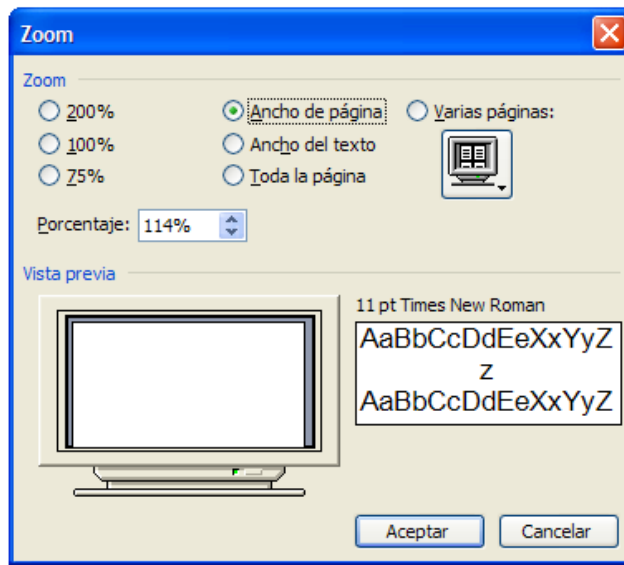 Zoom
Zoom
200%
Ancho de página
Varias páginas:
100%
Ancho del texto
75%
Toda la página
Porcentaje: 114%
Vista previa
11 pt Times New Roman
AaBbCcDdEeXxYyZ
z
AaBbCcDdEeXxYyZ
Aceptar
Cancelar